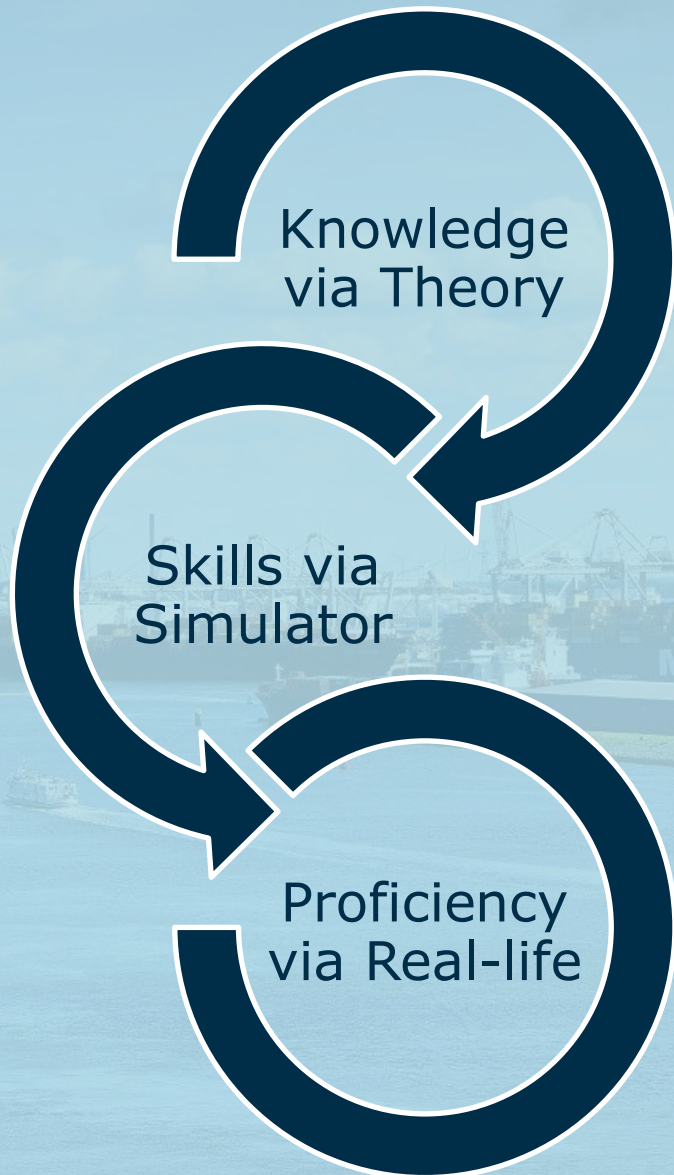 Knowledge
via Theory
Skills via
Simulator
Proficiency
via Real-life